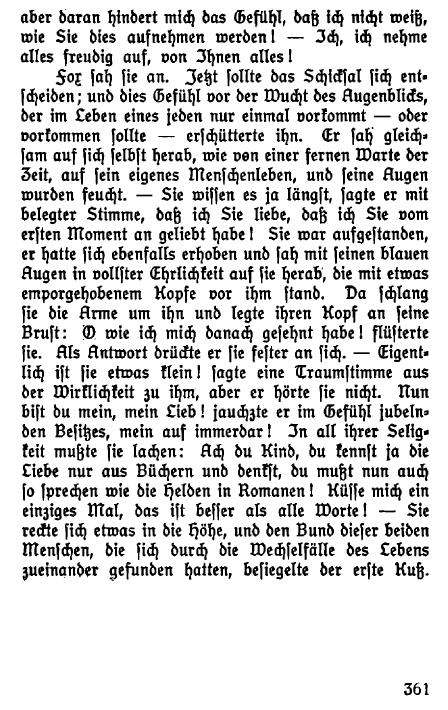 aber daran hindert mich das Gefühl, daß ich nicht weiß,
wie Sie dies aufnehmen werden! — Ich, ich nehme
alles freudig auf, von Ihnen alles!
Fox sah sie an. Jetzt sollte das Schicksal sich ent-
scheiden; und dies Gefühl vor der Wucht des Augenblicks,
der im Leben eines jeden nur einmal vorkommt — oder
vorkommen sollte — erschütterte ihn. Er sah gleich-
sam auf sich selbst herab, wie von einer fernen Warte der
Zeit, auf sein eigenes Menschenleben, und seine Augen
wurden feucht. — Sie wissen es ja längst, sagte er mit
belegter Stimme, daß ich Sie liebe, daß ich Sie vom
ersten Moment an geliebt habe! Sie war aufgestanden,
er hatte sich ebenfalls erhoben und sah mit seinen blauen
Augen in vollster Ehrlichkeit auf sie herab, die mit etwas
emporgehobenem Kopfe vor ihm stand. Da schlang
sie die Arme um ihn und legte ihren Kopf an seine
Brust: O wie ich mich danach gesehnt habe! flüsterte
sie. Als Antwort drückte er sie fester an sich. — Eigent-
lich ist sie etwas klein! sagte eine Traumstimme aus
der Wirklichkeit zu ihm, aber er hörte sie nicht. Nun
bist du mein, mein Lieb! jauchzte er im Gefühl jubeln-
den Besitzes, mein auf immerdar! In all ihrer Selig-
keit mußte sie lachen: Ach du Kind, du kennst ja die
Liebe nur aus Büchern und denkst, du mußt nun auch
so sprechen wie die Helden in Romanen! Küsse mich ein
einziges Mal, das ist besser als alle Worte! — Sie
reckte sich etwas in die Höhe, und den Bund dieser beiden
Menschen, die sich durch die Wechselfälle des Lebens
zueinander gefunden hatten, besiegelte der erste Kuß.
361